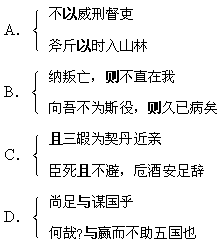 A. 不以威刑督吏
斧斤以时入山林
B. 纳叛亡，则不直在我
向吾不为斯役，则久已病矣
C. 且三嘏为契丹近亲
臣死且不避，卮酒安足辞
D. 尚足与谋国乎
何哉?与嬴而不助五国也